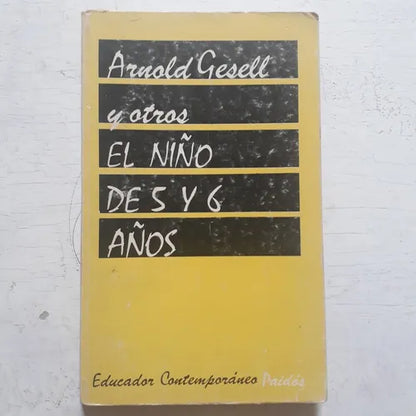 Arnold Gesell
y otros
EL NIÑO
DE 5 Y 6
AÑOS
Educador Contemporáneo Paidós